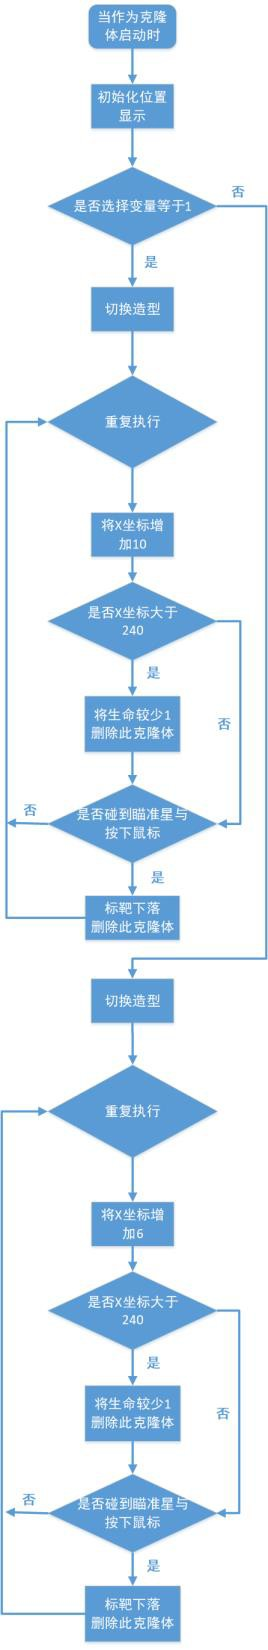 当作为克隆
体启动时
初始化位置
显示
是否选择变量等于1
否
是
切换造型
重复执行
将X坐标增
加10
是否X坐标大于
240
是
将生命较少1
删除此克隆体
否
是否碰到瞄准星与
按下鼠标
否
是
标靶下落
删除此克隆体
切换造型
重复执行
将X坐标增
加6
是否X坐标大于
240
是
将生命较少1
删除此克隆体
否
是否碰到瞄准星与
按下鼠标
否
是
标靶下落
删除此克隆体